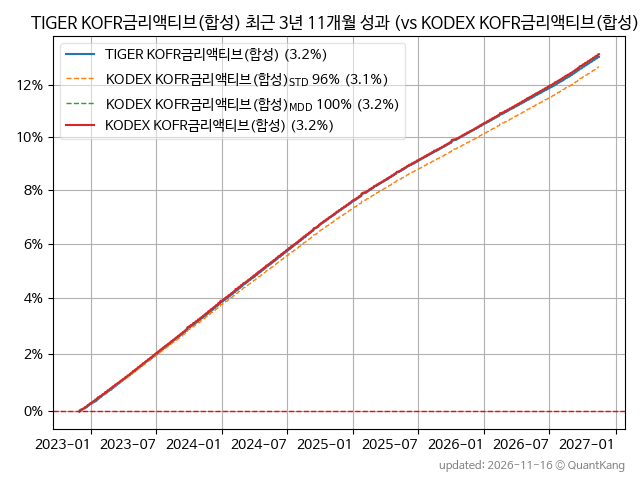 TIGER KOFR금리액티브(합성) 최근 3년 11개월 성과 (vs KODEX KOFR금리액티브(합성)
TIGER KOFR금리액티브(합성) (3.2%)
KODEX KOFR금리액티브(합성)STD 96% (3.1%)
KODEX KOFR금리액티브(합성)MDD 100% (3.2%)
KODEX KOFR금리액티브(합성) (3.2%)
12%
10%
8%
6%
4%
2%
0%
2023-01 2023-07 2024-01 2024-07 2025-01 2025-07 2026-01 2026-07 2027-01
updated: 2026-11-16 © QuantKang